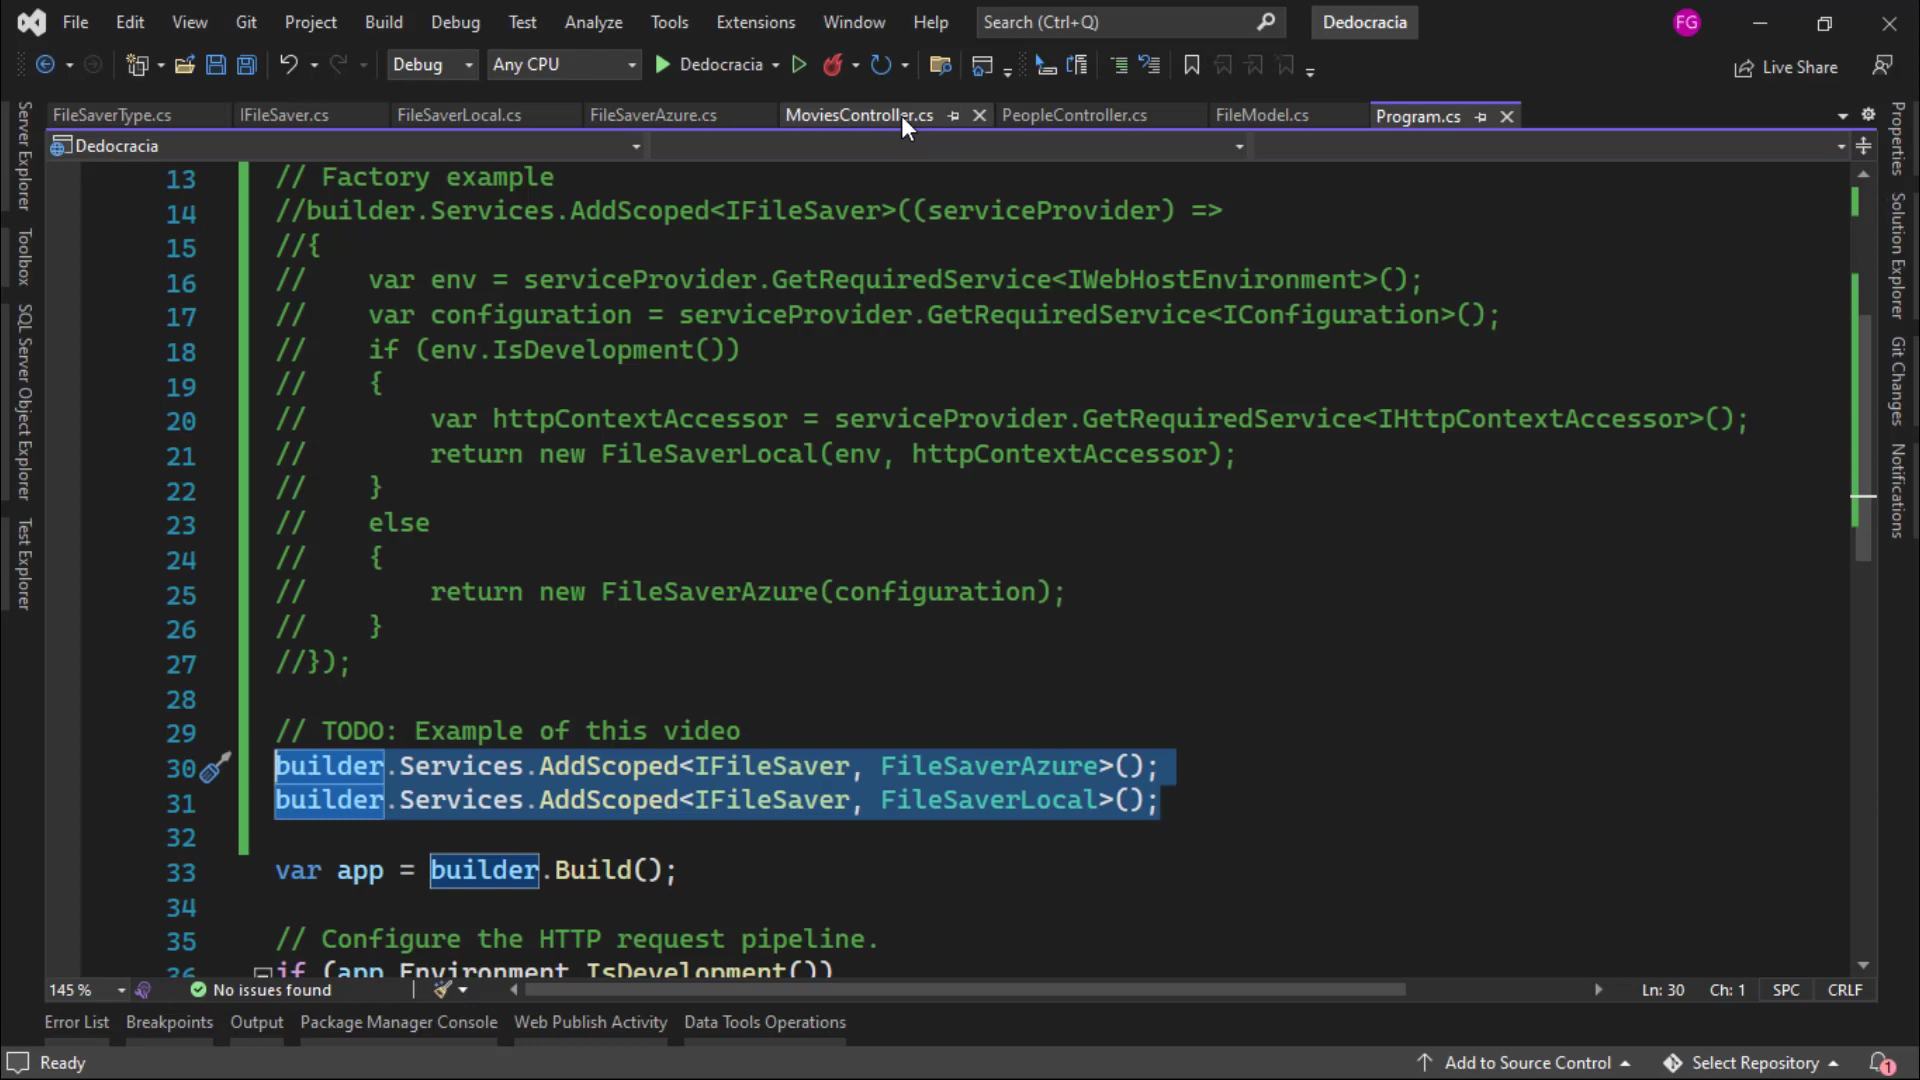 File Edit View Git Project Build Debug Test Analyze Tools Extensions Window Help Search (Ctrl+Q) Dedocracia FG
Debug Any CPU Dedocracia Live Share
FileSaverType.cs IFileSaver.cs FileSaverLocal.cs FileSaverAzure.cs MoviesController.cs PeopleController.cs FileModel.cs Program.cs
Dedocracia
Server Explorer
Toolbox
SQL Server Object Explorer
Test Explorer
13 // Factory example
14 //builder.Services.AddScoped<IFileSaver>((serviceProvider) =>
15 //{
16 // var env = serviceProvider.GetRequiredService<IWebHostEnvironment>();
17 // var configuration = serviceProvider.GetRequiredService<IConfiguration>();
18 // if (env.IsDevelopment())
19 // {
20 // var httpContextAccessor = serviceProvider.GetRequiredService<IHttpContextAccessor>();
21 // return new FileSaverLocal(env, httpContextAccessor);
22 // }
23 // else
24 // {
25 // return new FileSaverAzure(configuration);
26 // }
27 //});
28
29 // TODO: Example of this video
30 builder.Services.AddScoped<IFileSaver, FileSaverAzure>();
31 builder.Services.AddScoped<IFileSaver, FileSaverLocal>();
32
33 var app = builder.Build();
34
35 // Configure the HTTP request pipeline.
36 if (app.Environment.IsDevelopment())
Properties
Solution Explorer
Git Changes
Notifications
145 % No issues found Ln: 30 Ch: 1 SPC CRLF
Error List Breakpoints Output Package Manager Console Web Publish Activity Data Tools Operations
Ready Add to Source Control Select Repository 1